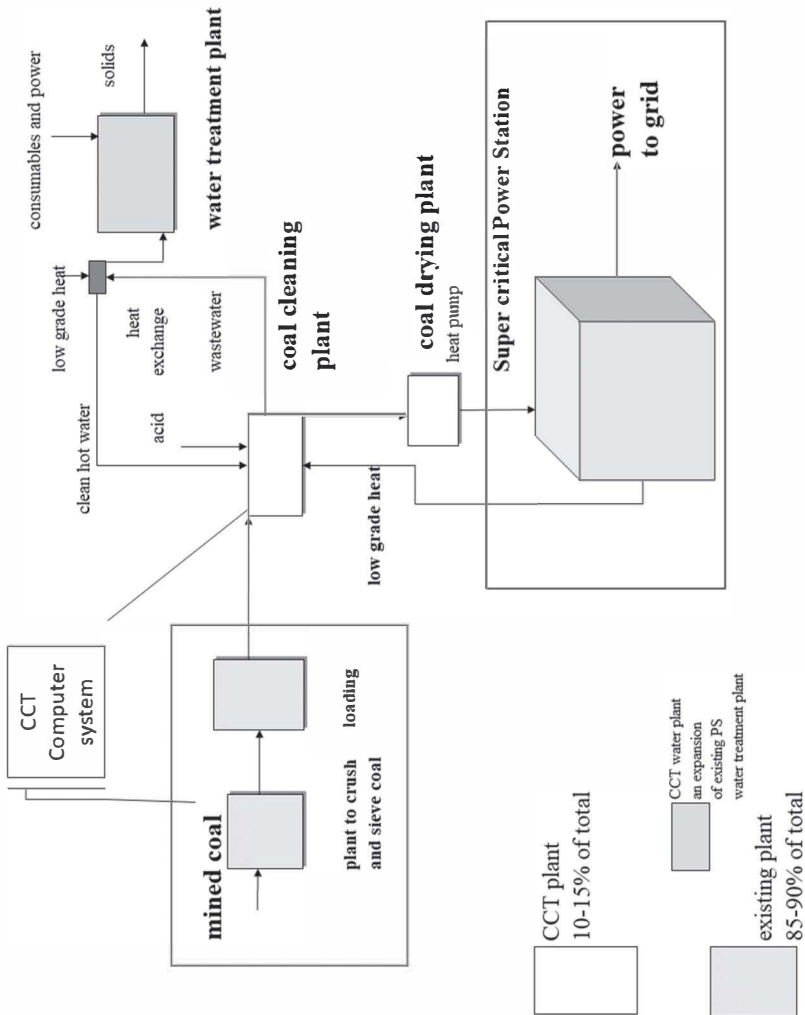 CCT
Computer
system
mined coal
plant to crush
and sieve coal
loading
clean hot water
low grade heat
acid
heat
exchange
wastewater
consumables and power
solids
water treatment plant
coal cleaning
plant
low grade heat
coal drying plant
heat pump
Super critical Power Station
power
to grid
CCT plant
10-15% of total
CCT water plant
an expansion
of existing PS
water treatment plant
existing plant
85-90% of total